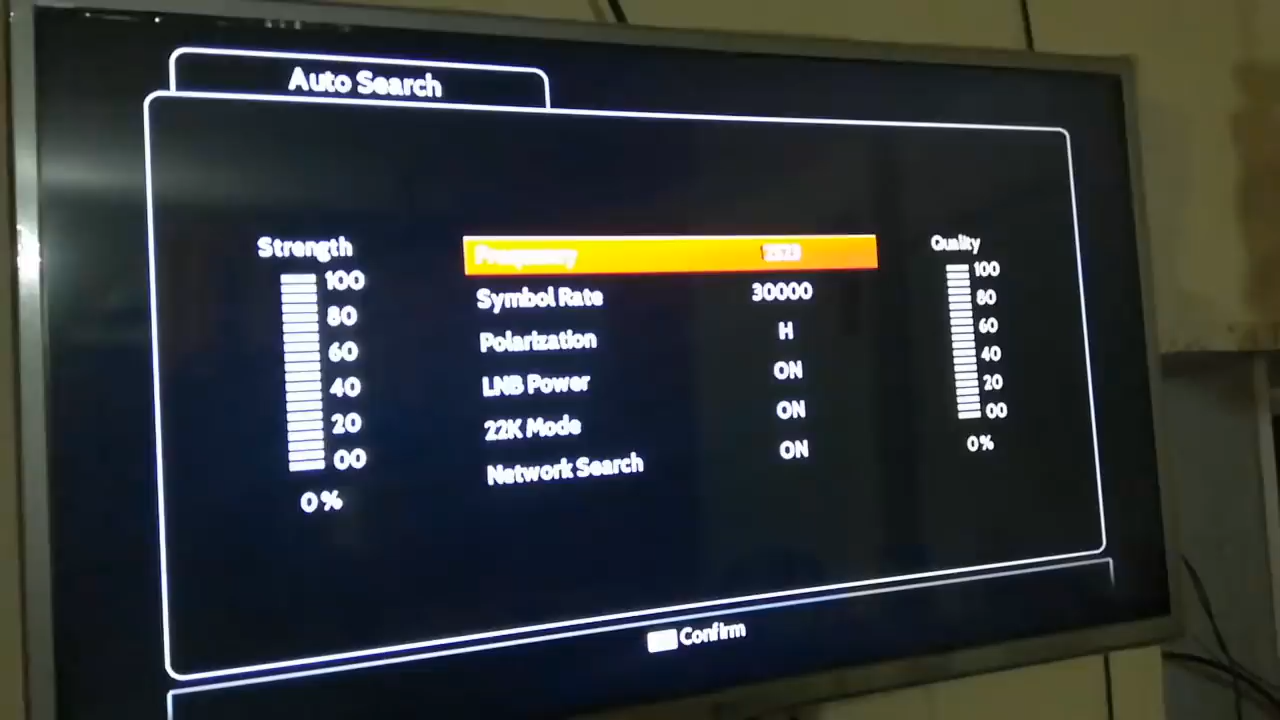 Auto Search
Strength
100
80
60
40
20
00
0%
Frequency
Symbol Rate 30000
Polarization H
LNB Power ON
22K Mode ON
Network Search ON
Quality
100
80
60
40
20
00
0%
Confirm